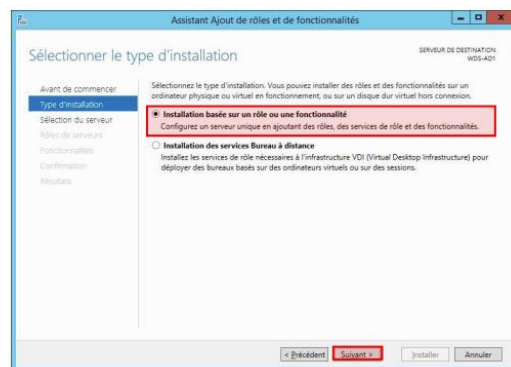 Assistant Ajout de rôles et de fonctionnalités
Sélectionner le type d'installation
SERVEUR DE DESTINATION
WDS-AD1
Avant de commencer
Type d'installation
Sélection du serveur
Rôles de serveurs
Fonctionnalités
Confirmation
Résultats
Sélectionnez le type d'installation. Vous pouvez installer des rôles et des fonctionnalités sur un
ordinateur physique ou virtuel en fonctionnement, ou sur un disque dur virtuel hors connexion.
Installation basée sur un rôle ou une fonctionnalité
Configurez un serveur unique en ajoutant des rôles, des services de rôle et des fonctionnalités.
Installation des services Bureau à distance
Installez les services de rôle nécessaires à l'infrastructure VDI (Virtual Desktop Infrastructure) pour
déployer des bureaux basés sur des ordinateurs virtuels ou sur des sessions.
< Précédent
Suivant >
Installer
Annuler